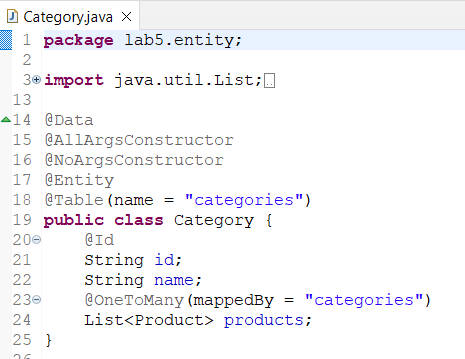 Category.java
1 package lab5.entity;
2
3 import java.util.List;
13
14 @Data
15 @AllArgsConstructor
16 @NoArgsConstructor
17 @Entity
18 @Table(name = "categories")
19 public class Category {
20     @Id
21     String id;
22     String name;
23     @OneToMany(mappedBy = "categories")
24     List<Product> products;
25 }
26